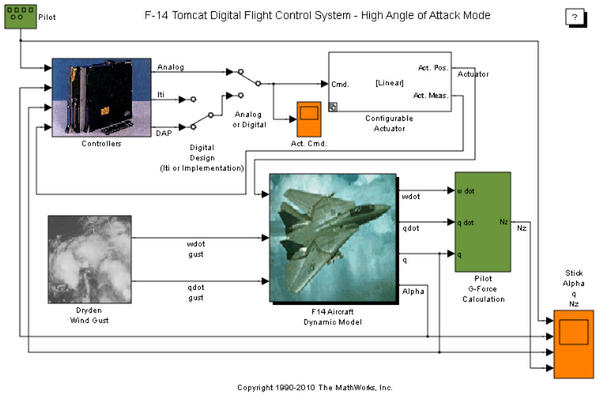 F-14 Tomcat Digital Flight Control System - High Angle of Attack Mode
?
Pilot
Analog
Iti
DAP
Controllers
Digital
Design
(Iti or Implementation)
Analog
or Digital
Act. Cmd.
Cmd.
[Linear]
Act. Pos.
Act. Meas.
Configurable
Actuator
Actuator
wdot
gust
qdot
gust
Dryden
Wind Gust
wdot
qdot
q
Alpha
F14 Aircraft
Dynamic Model
w dot
q dot
q
Nz
Nz
Pilot
G-Force
Calculation
Stick
Alpha
q
Nz
Copyright 1990-2010 The MathWorks, Inc.